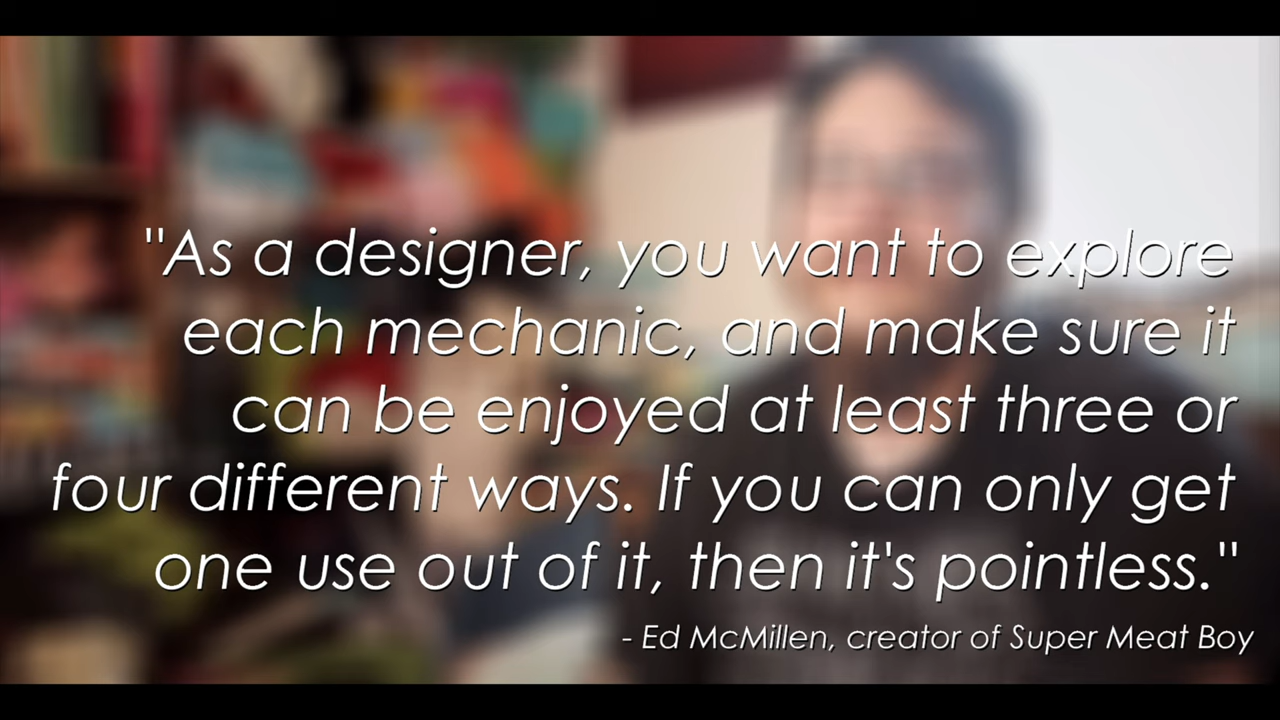 "As a designer, you want to explore
each mechanic, and make sure it
can be enjoyed at least three or
four different ways. If you can only get
one use out of it, then it's pointless."
- Ed McMillen, creator of Super Meat Boy